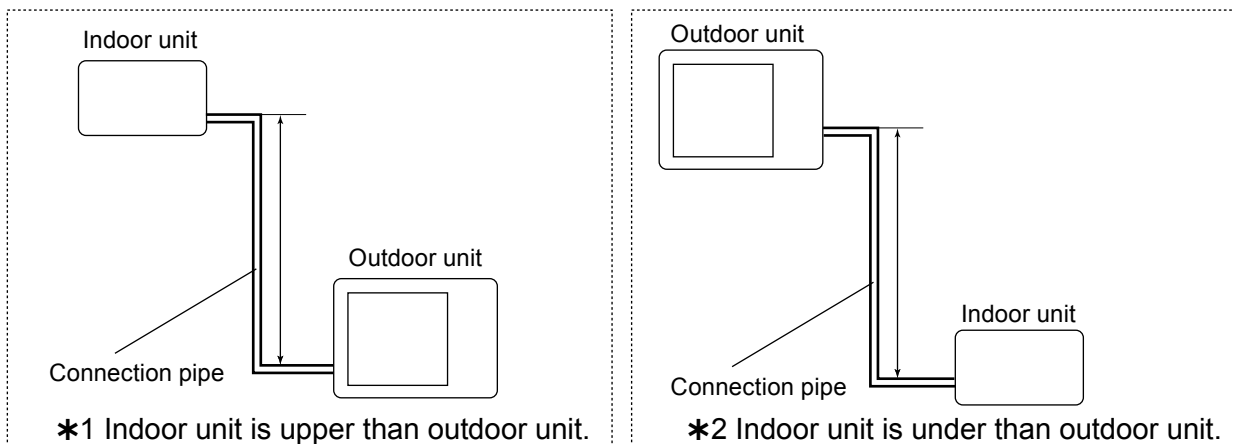 Indoor unit
Outdoor unit
Connection pipe
✱1 Indoor unit is upper than outdoor unit.
Outdoor unit
Indoor unit
Connection pipe
✱2 Indoor unit is under than outdoor unit.